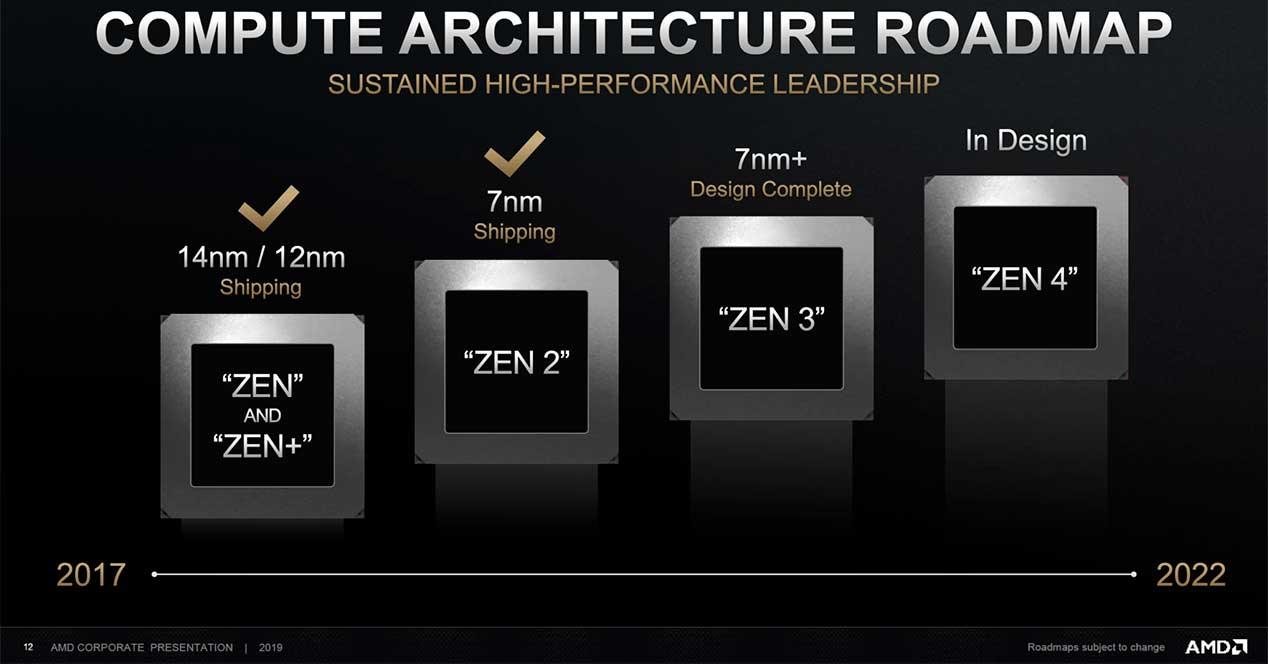 COMPUTE ARCHITECTURE ROADMAP
SUSTAINED HIGH-PERFORMANCE LEADERSHIP
14nm / 12nm
Shipping
“ZEN”
AND
“ZEN+”
7nm
Shipping
“ZEN 2”
7nm+
Design Complete
“ZEN 3”
In Design
“ZEN 4”
2017
2022
12 AMD CORPORATE PRESENTATION | 2019
Roadmaps subject to change
AMD